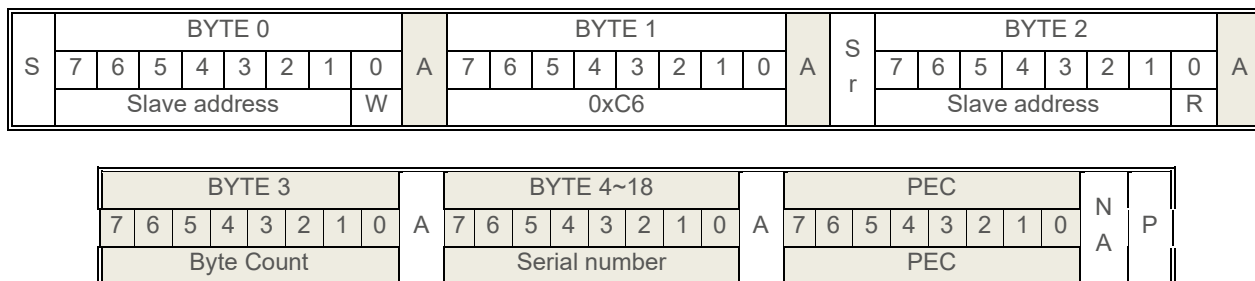 BYTE 0 BYTE 1 BYTE 2
S 7 6 5 4 3 2 1 0 A 7 6 5 4 3 2 1 0 A Sr 7 6 5 4 3 2 1 0 A
Slave address W 0xC6 Slave address R
BYTE 3 BYTE 4~18 PEC
7 6 5 4 3 2 1 0 A 7 6 5 4 3 2 1 0 A 7 6 5 4 3 2 1 0 NA P
Byte Count Serial number PEC